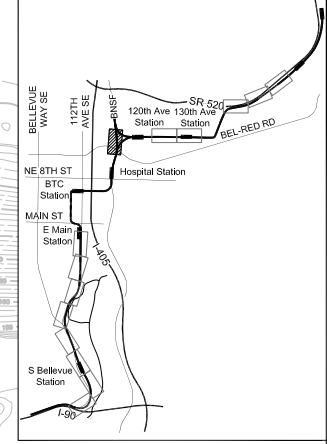 BELLEVUE
WAY SE
112TH
AVE SE
BNSF
SR 520
120th Ave
Station
130th Ave
Station
BEL-RED RD
NE 8TH ST
Hospital Station
BTC
Station
MAIN ST
E Main
Station
I-405
S Bellevue
Station
I-90